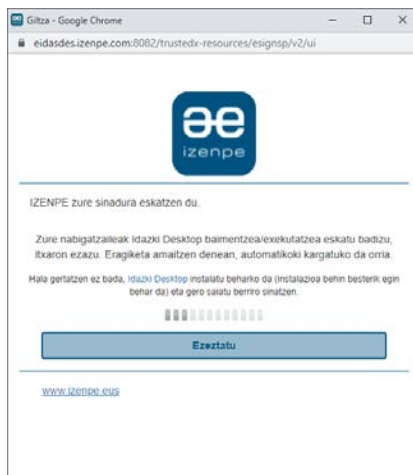 Giltza - Google Chrome
eidasdes.izenpe.com:8082/trustedx-resources/esignsp/v2/ui
izenpe
IZENPE zure sinadura eskatzen du.
Zure nabigatzaileak Idazki Desktop baimentzea/exekutatzea eskatu badizu,
itxaron ezazu. Eragiketa amaitzen denean, automatikoki kargatuko da orria.
Hala gertatzen ez bada, Idazki Desktop instalatu beharko da (instalazioa behin besterik egin
behar da) eta gero saiatu berriro sinatzen.
Ezeztatu
www.izenpe.eus